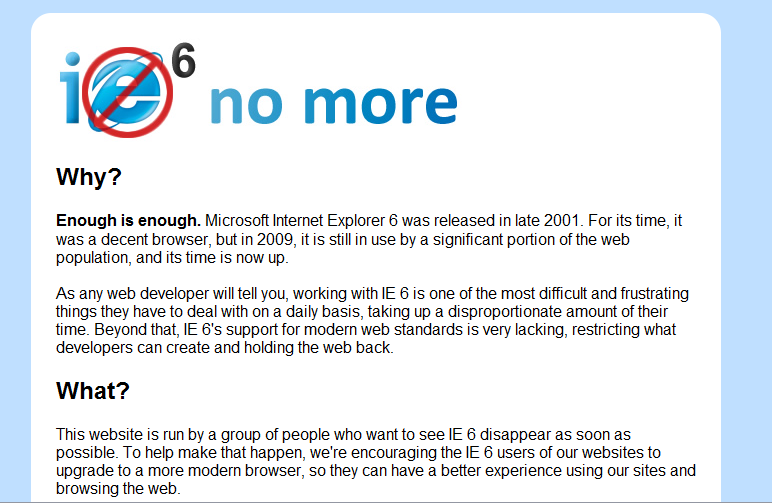 ie6 no more
Why?
Enough is enough. Microsoft Internet Explorer 6 was released in late 2001. For its time, it
was a decent browser, but in 2009, it is still in use by a significant portion of the web
population, and its time is now up.
As any web developer will tell you, working with IE 6 is one of the most difficult and frustrating
things they have to deal with on a daily basis, taking up a disproportionate amount of their
time. Beyond that, IE 6's support for modern web standards is very lacking, restricting what
developers can create and holding the web back.
What?
This website is run by a group of people who want to see IE 6 disappear as soon as
possible. To help make that happen, we're encouraging the IE 6 users of our websites to
upgrade to a more modern browser, so they can have a better experience using our sites and
browsing the web.